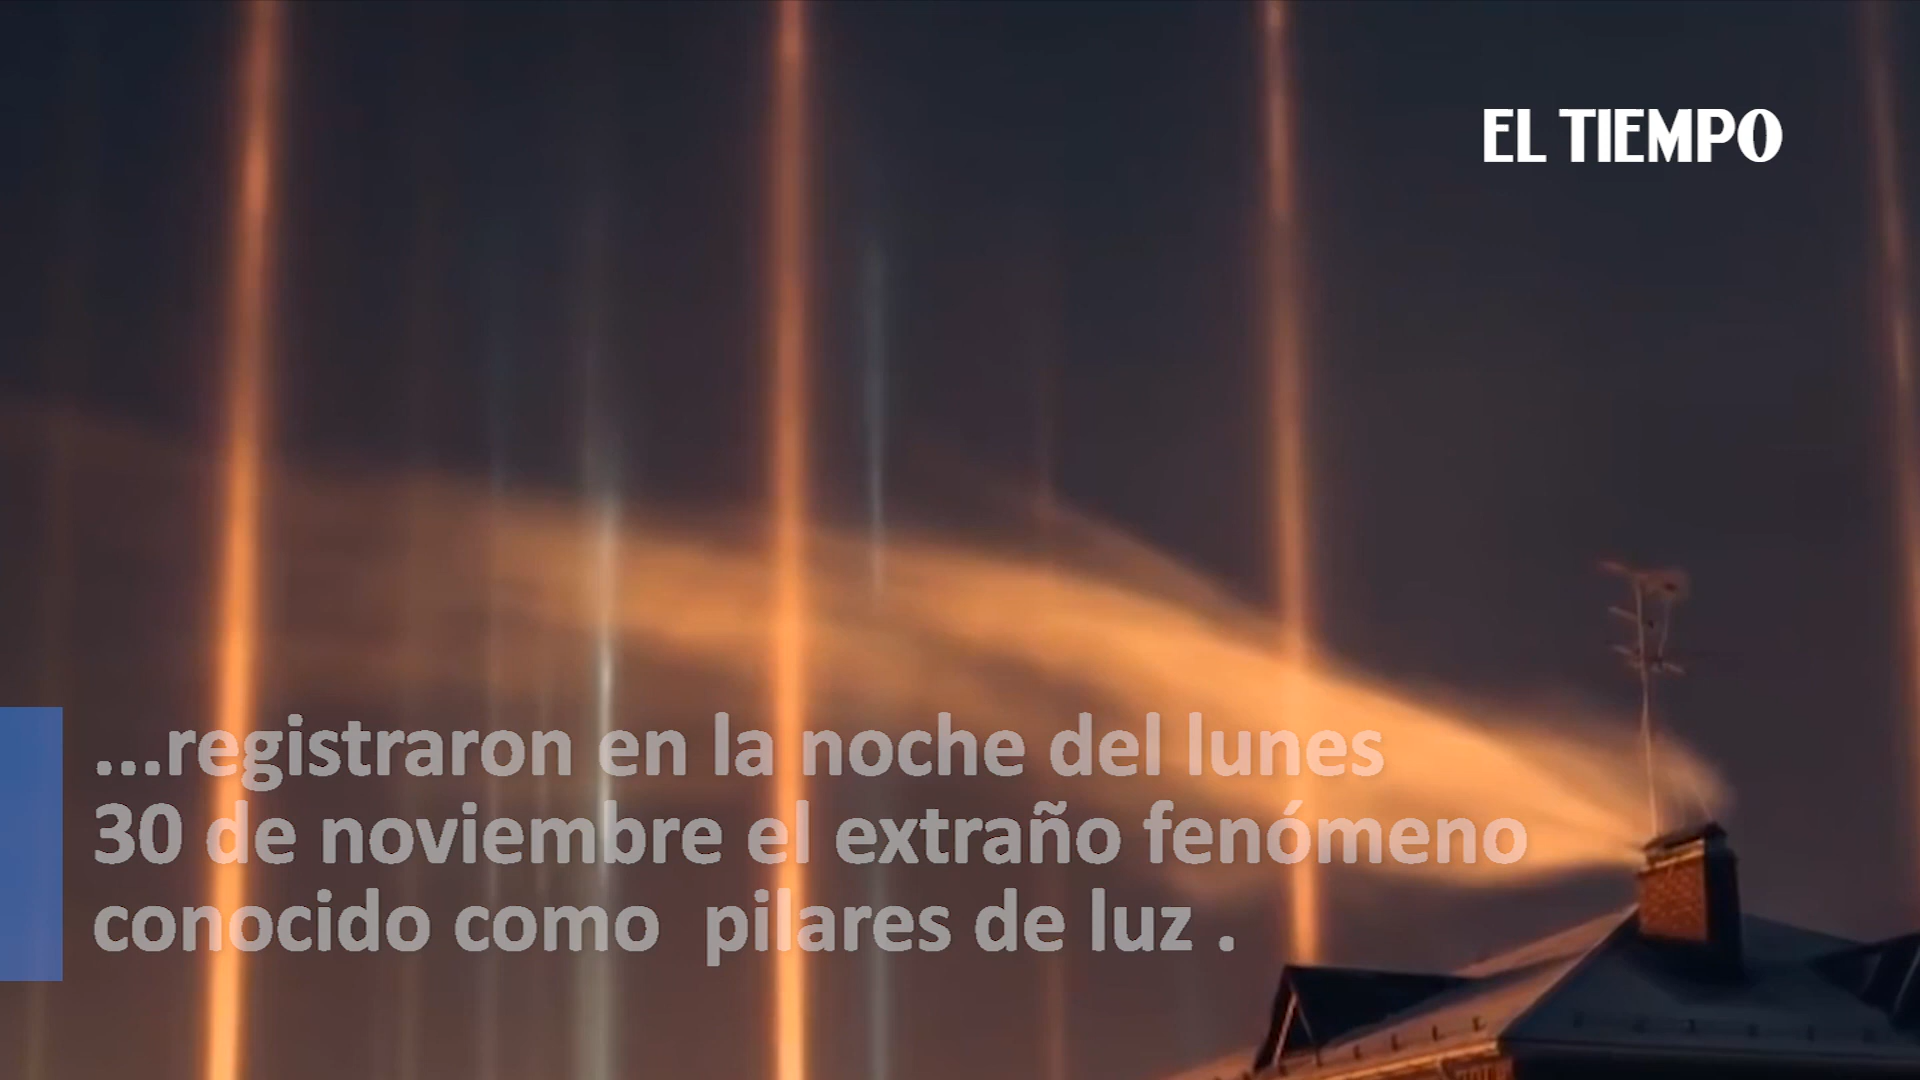 EL TIEMPO
...registraron en la noche del lunes
30 de noviembre el extraño fenómeno
conocido como pilares de luz .